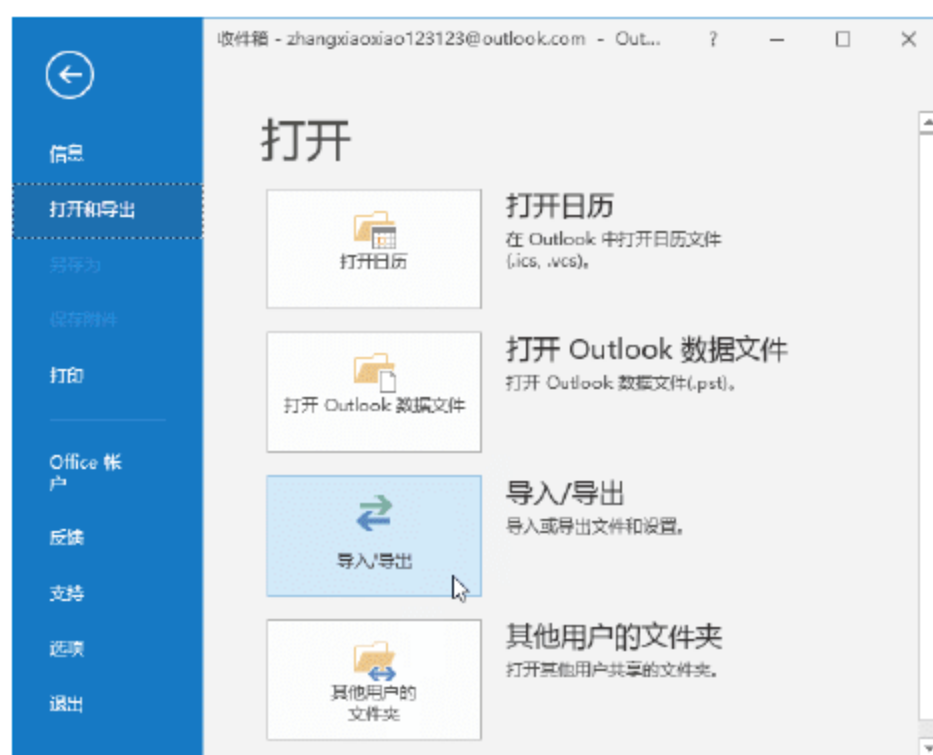 收件箱 - zhangxiaoxiao123123@outlook.com - Out... ?
信息
打开和导出
另存为
保存附件
打印
Office 帐
户
反馈
支持
选项
退出
打开
打开日历
打开日历
在 Outlook 中打开日历文件
(.ics, .vcs)。
打开 Outlook 数据文件
打开 Outlook 数据文件
打开 Outlook 数据文件(.pst)。
导入/导出
导入/导出
导入或导出文件和设置。
其他用户的
文件夹
其他用户的文件夹
打开其他用户共享的文件夹。